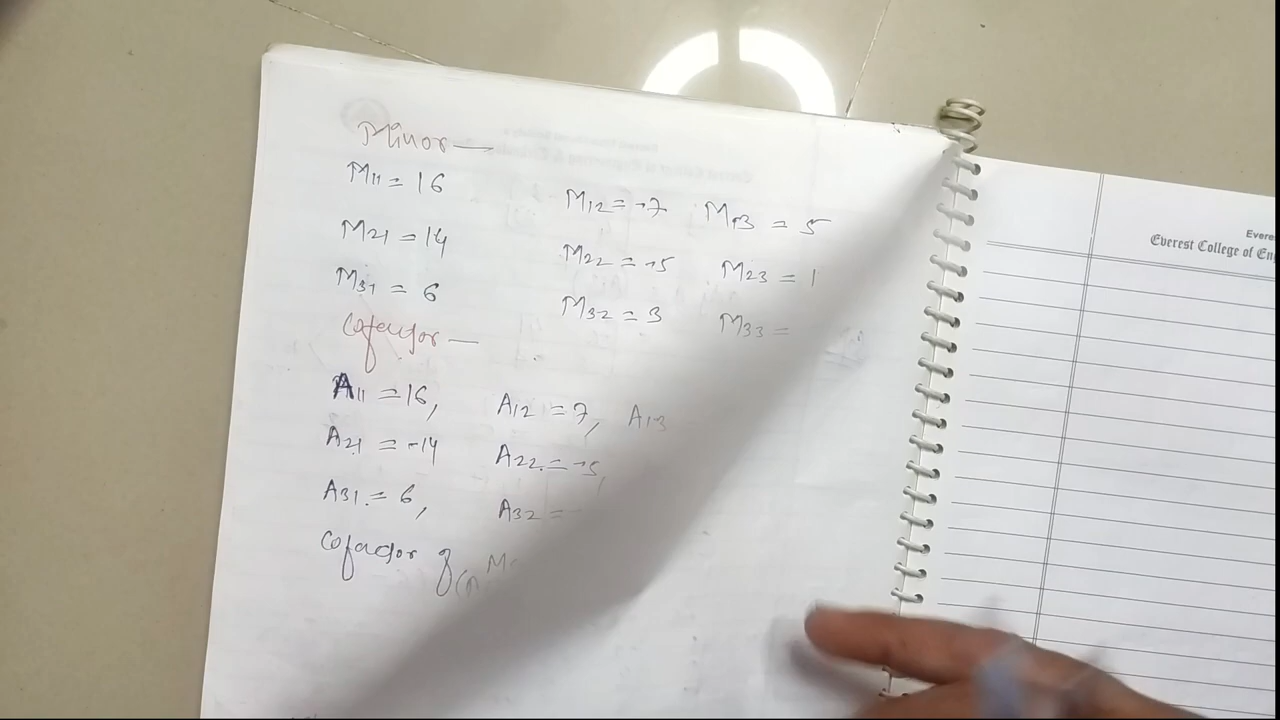 Minor —
M11 = 16 M12 = -7 M13 = 5
M21 = 14 M22 = -5 M23 = 1
M31 = 6 M32 = 3 M33 =
Cofactor —
A11 = 16, A12 = 7, A13
A21 = -14 A22 = -5,
A31 = 6, A32 =
Cofactor of
Everest College of